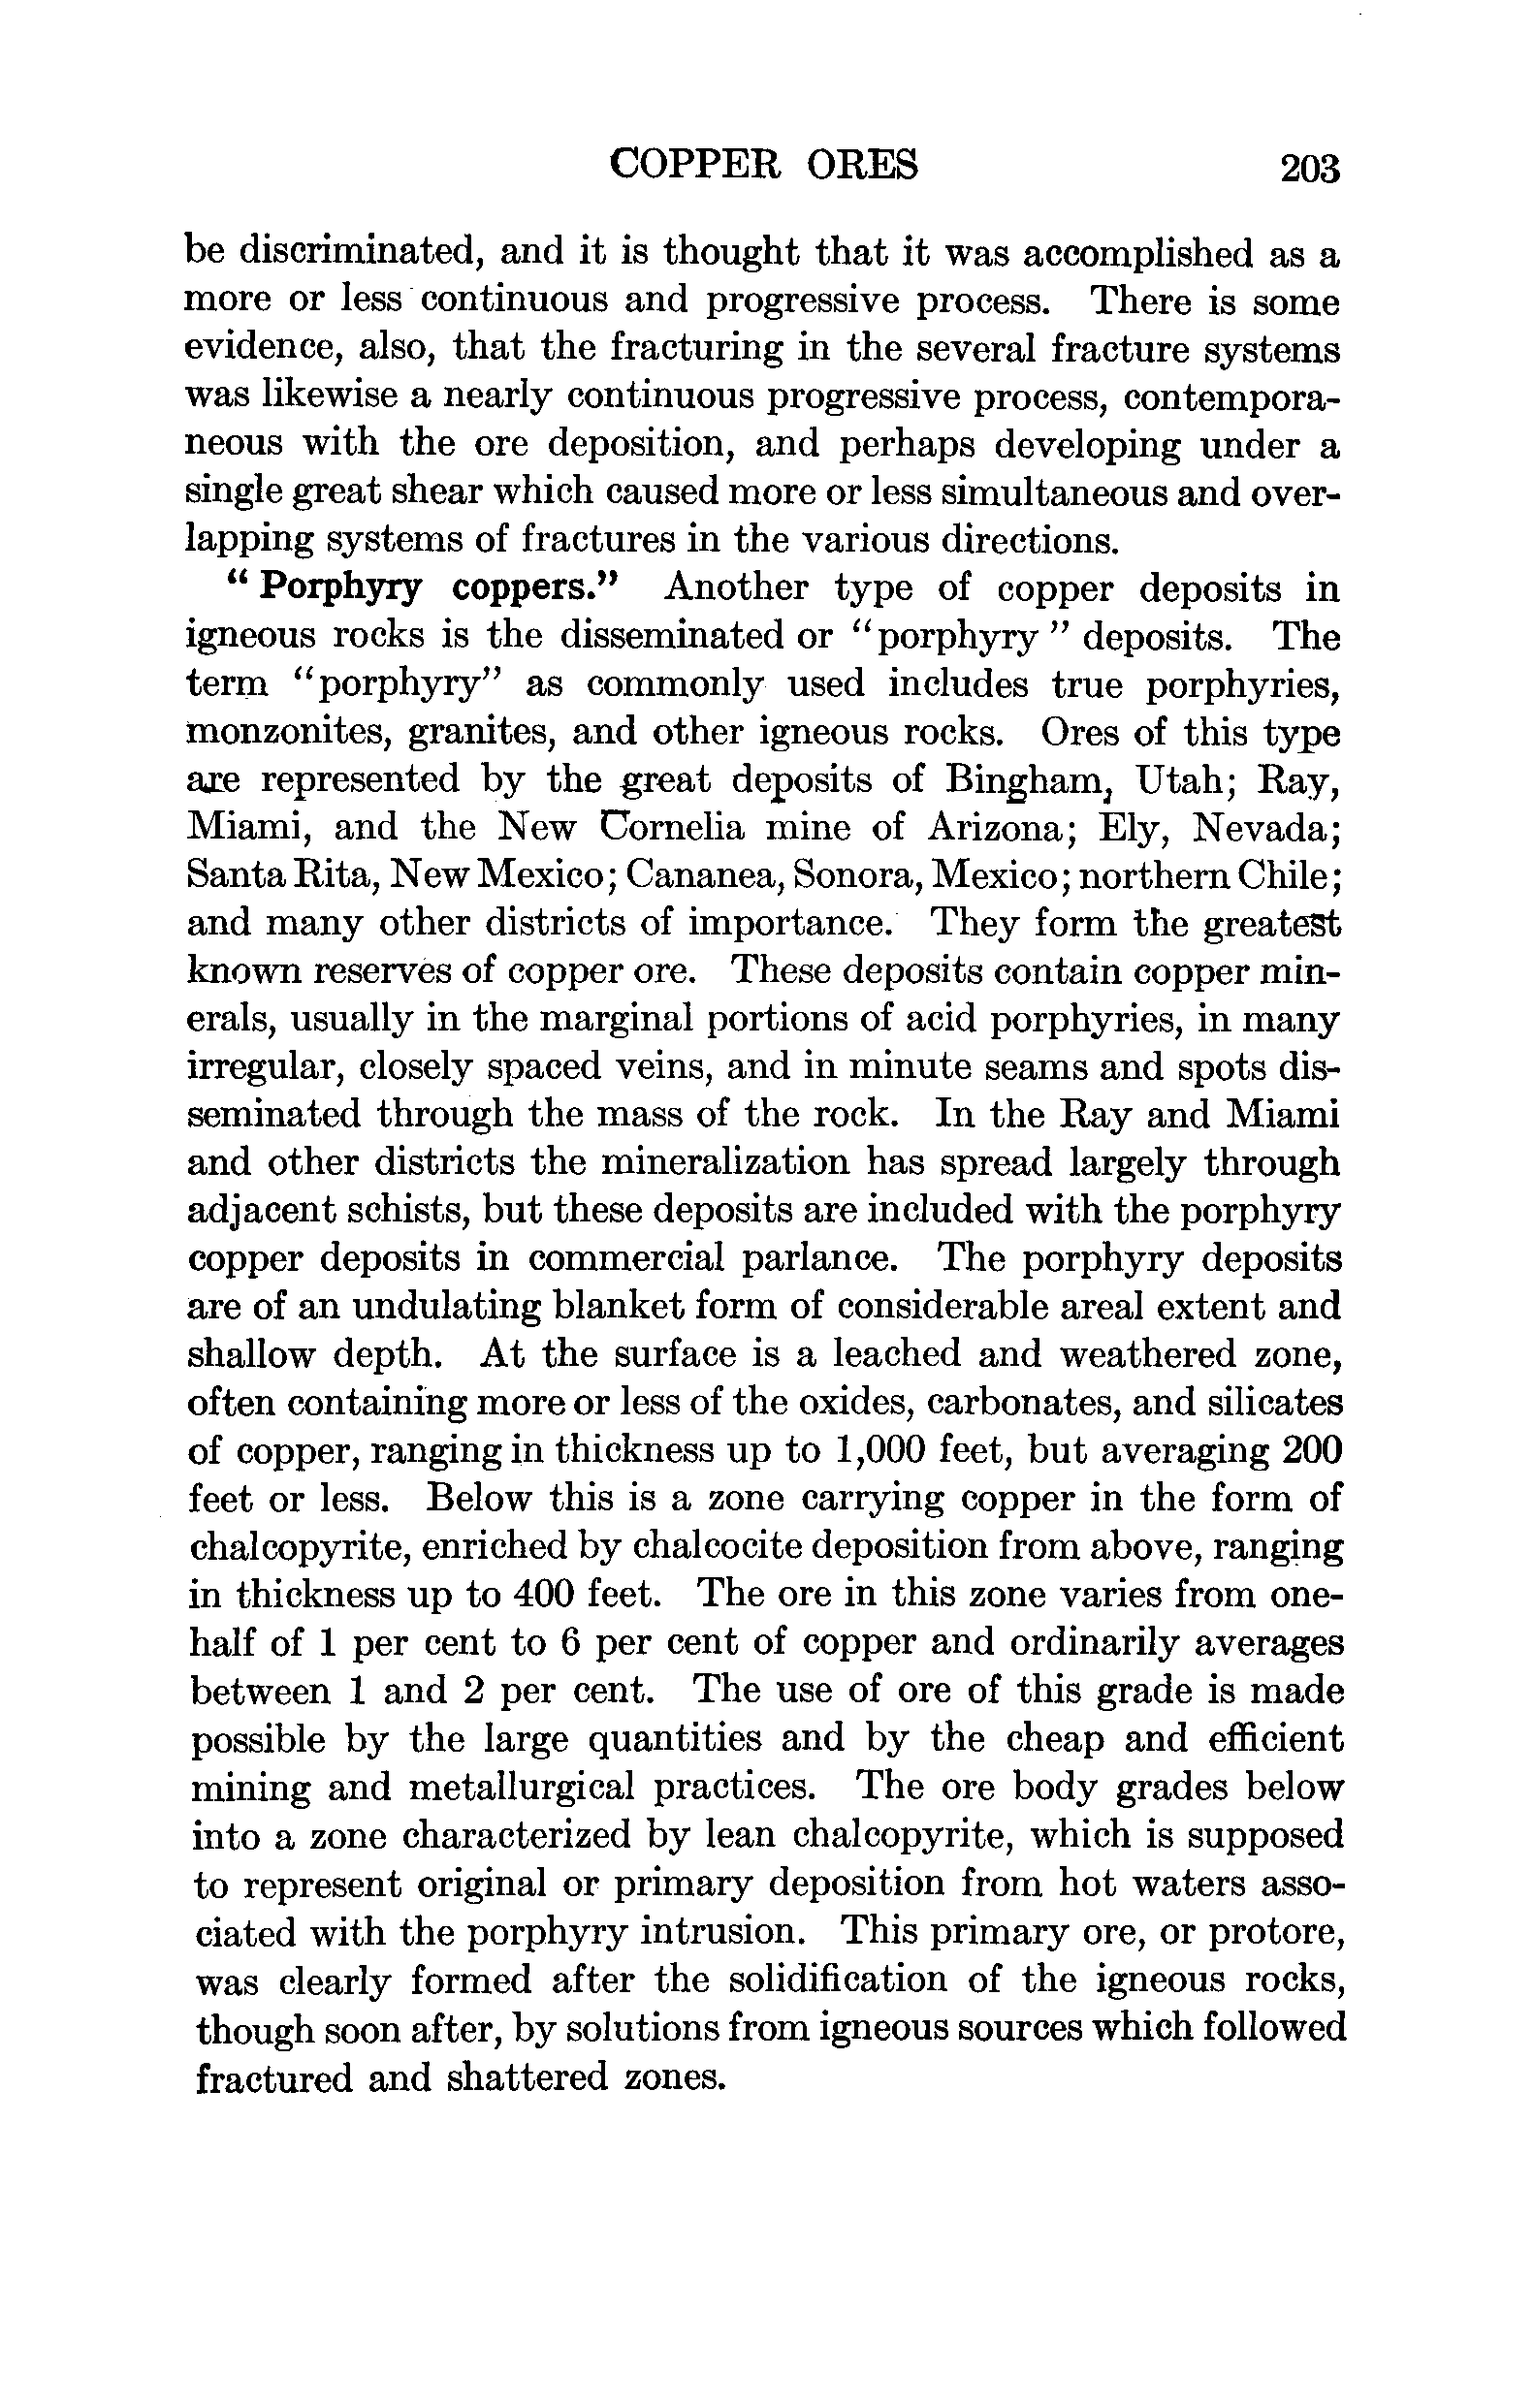 COPPER ORES 203
be discriminated, and it is thought that it was accomplished as a
more or less continuous and progressive process. There is some
evidence, also, that the fracturing in the several fracture systems
was likewise a nearly continuous progressive process, contempora-
neous with the ore deposition, and perhaps developing under a
single great shear which caused more or less simultaneous and over-
lapping systems of fractures in the various directions.
“ Porphyry coppers.” Another type of copper deposits in
igneous rocks is the disseminated or “porphyry ” deposits. The
term “porphyry” as commonly used includes true porphyries,
monzonites, granites, and other igneous rocks. Ores of this type
are represented by the great deposits of Bingham, Utah; Ray,
Miami, and the New Cornelia mine of Arizona; Ely, Nevada;
Santa Rita, New Mexico; Cananea, Sonora, Mexico; northern Chile;
and many other districts of importance. They form the greatest
known reserves of copper ore. These deposits contain copper min-
erals, usually in the marginal portions of acid porphyries, in many
irregular, closely spaced veins, and in minute seams and spots dis-
seminated through the mass of the rock. In the Ray and Miami
and other districts the mineralization has spread largely through
adjacent schists, but these deposits are included with the porphyry
copper deposits in commercial parlance. The porphyry deposits
are of an undulating blanket form of considerable areal extent and
shallow depth. At the surface is a leached and weathered zone,
often containing more or less of the oxides, carbonates, and silicates
of copper, ranging in thickness up to 1,000 feet, but averaging 200
feet or less. Below this is a zone carrying copper in the form of
chalcopyrite, enriched by chalcocite deposition from above, ranging
in thickness up to 400 feet. The ore in this zone varies from one-
half of 1 per cent to 6 per cent of copper and ordinarily averages
between 1 and 2 per cent. The use of ore of this grade is made
possible by the large quantities and by the cheap and efficient
mining and metallurgical practices. The ore body grades below
into a zone characterized by lean chalcopyrite, which is supposed
to represent original or primary deposition from hot waters asso-
ciated with the porphyry intrusion. This primary ore, or protore,
was clearly formed after the solidification of the igneous rocks,
though soon after, by solutions from igneous sources which followed
fractured and shattered zones.